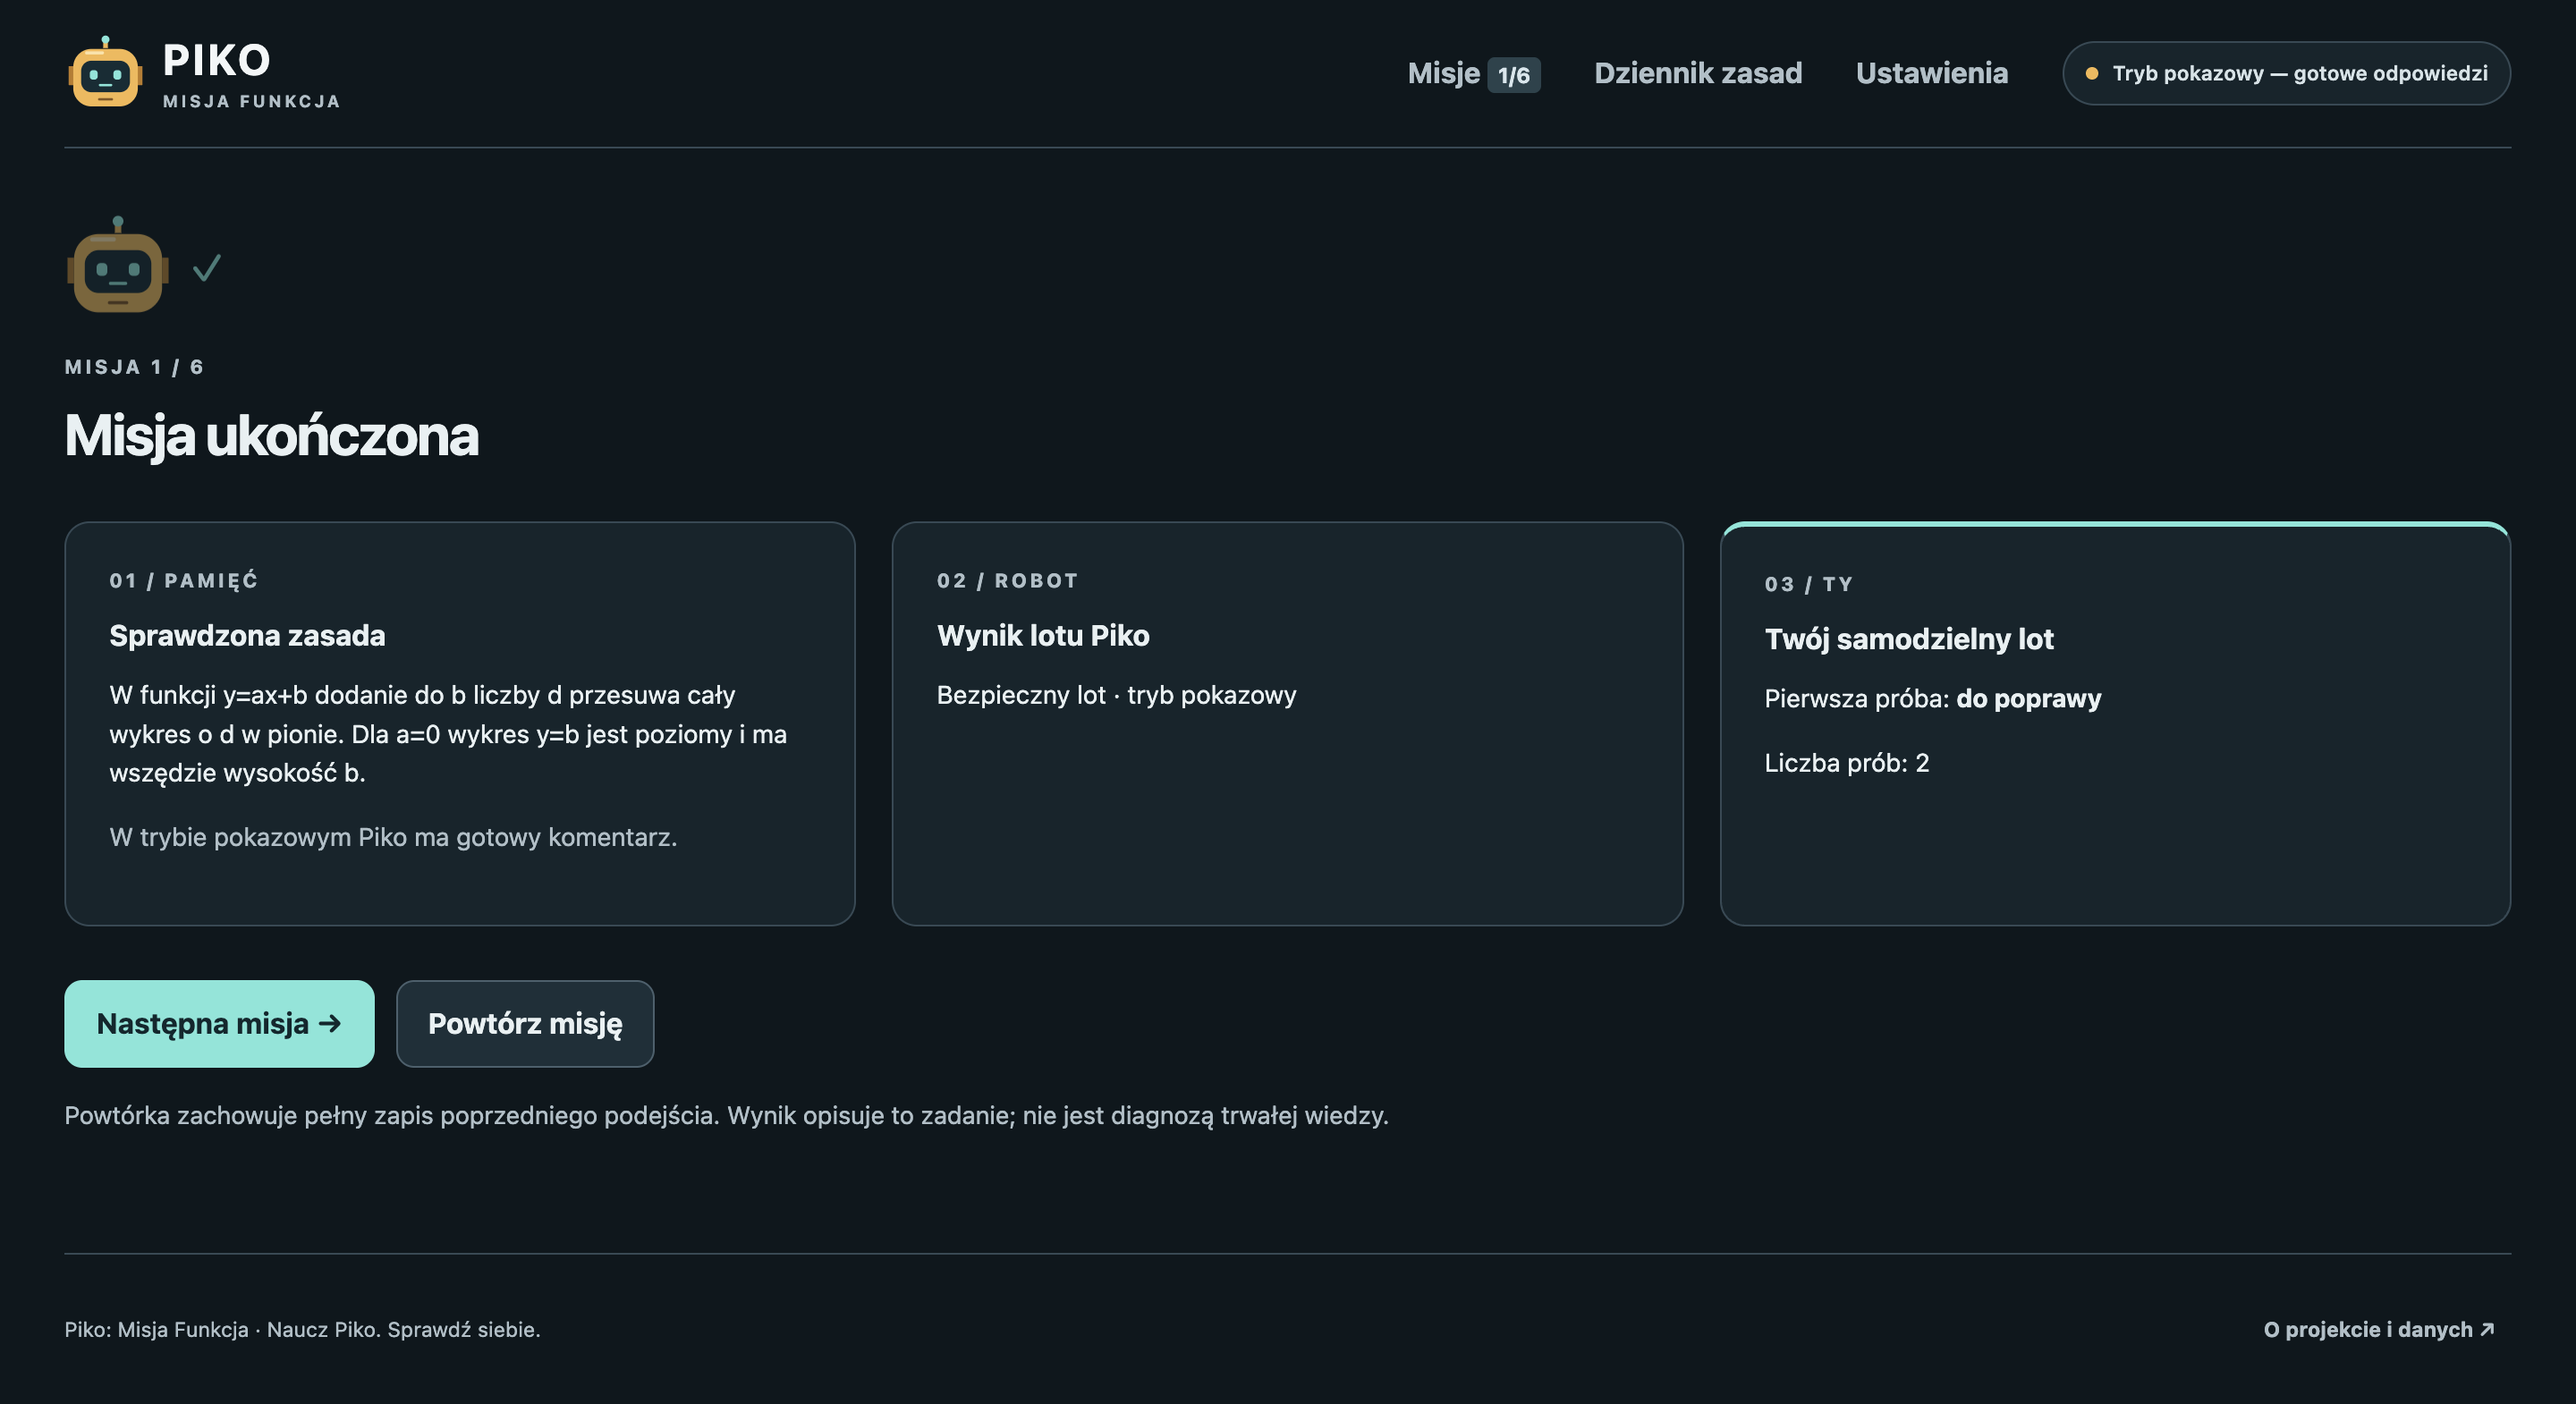 PIKO
MISJA FUNKCJA
Misje 1/6
Dziennik zasad
Ustawienia
Tryb pokazowy — gotowe odpowiedzi
MISJA 1 / 6
Misja ukończona
01 / PAMIĘĆ
Sprawdzona zasada
W funkcji y=ax+b dodanie do b liczby d przesuwa cały
wykres o d w pionie. Dla a=0 wykres y=b jest poziomy i ma
wszędzie wysokość b.
W trybie pokazowym Piko ma gotowy komentarz.
02 / ROBOT
Wynik lotu Piko
Bezpieczny lot · tryb pokazowy
03 / TY
Twój samodzielny lot
Pierwsza próba: do poprawy
Liczba prób: 2
Następna misja →
Powtórz misję
Powtórka zachowuje pełny zapis poprzedniego podejścia. Wynik opisuje to zadanie; nie jest diagnozą trwałej wiedzy.
Piko: Misja Funkcja · Naucz Piko. Sprawdź siebie.
O projekcie i danych ↗